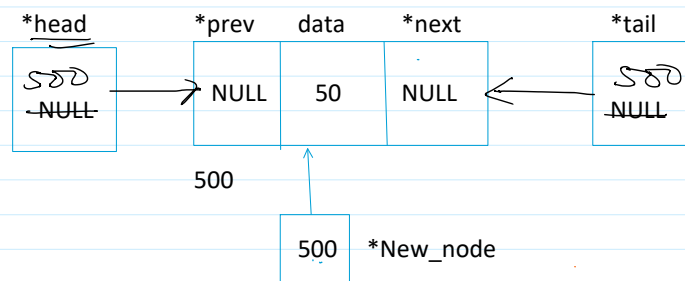 *head *prev data *next *tail
500 500
NULL NULL 50 NULL NULL
500
500 *New_node